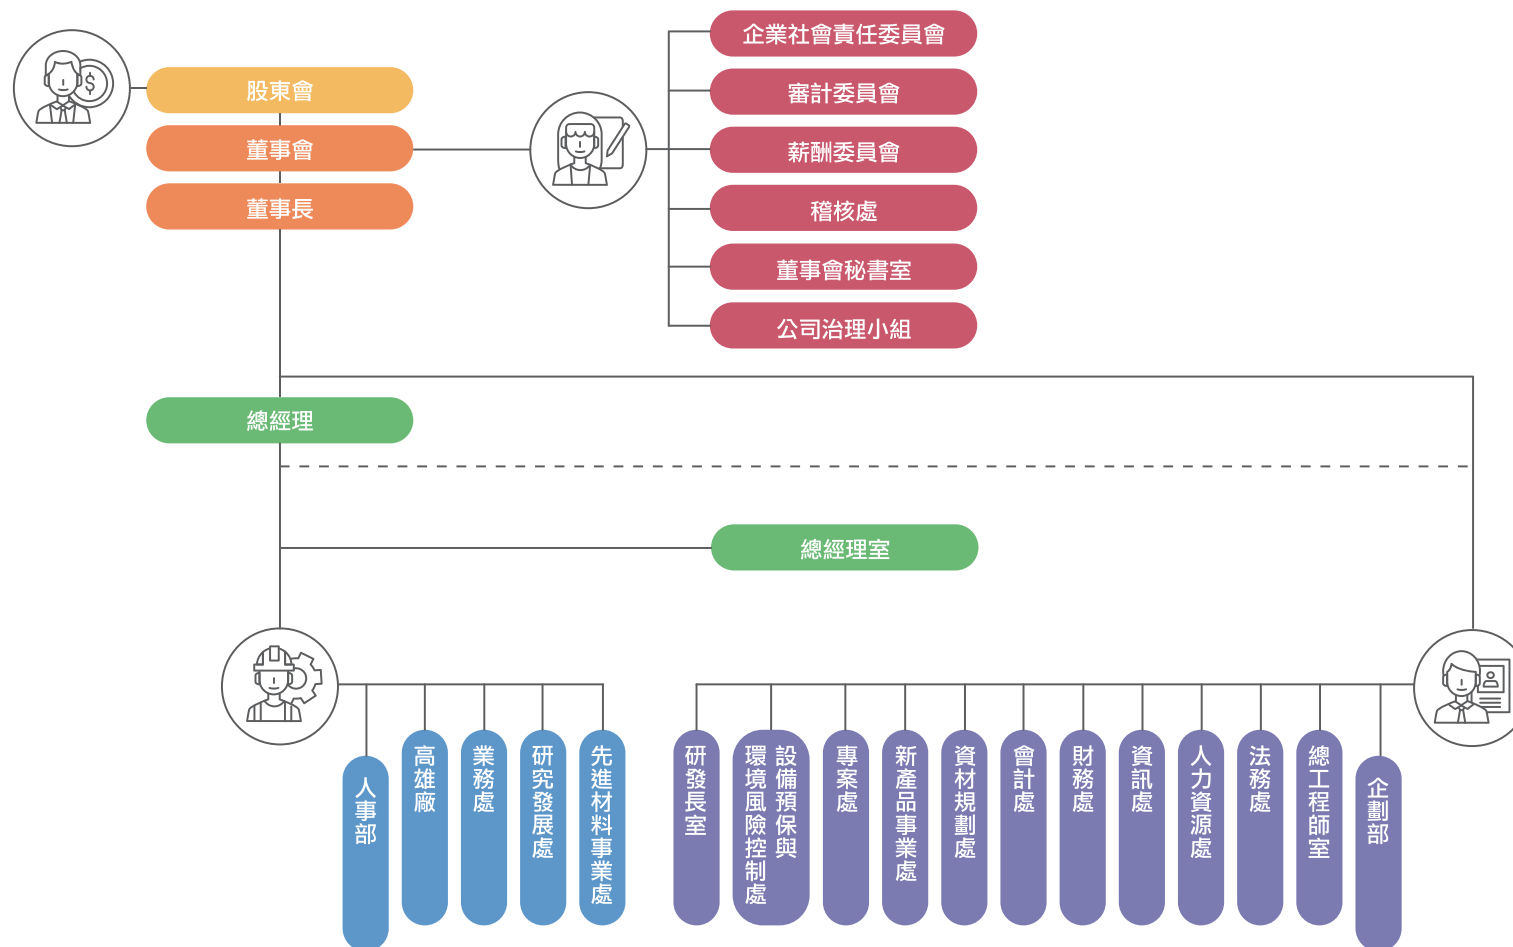 企業社會責任委員會
股東會
審計委員會
董事會
薪酬委員會
董事長
稽核處
董事會秘書室
公司治理小組
總經理
總經理室
人事部
高雄廠
業務處
研究發展處
先進材料事業處
研發長室
設備預保與
環境風險控制處
專案處
新產品事業處
資材規劃處
會計處
財務處
資訊處
人力資源處
法務處
總工程師室
企劃部